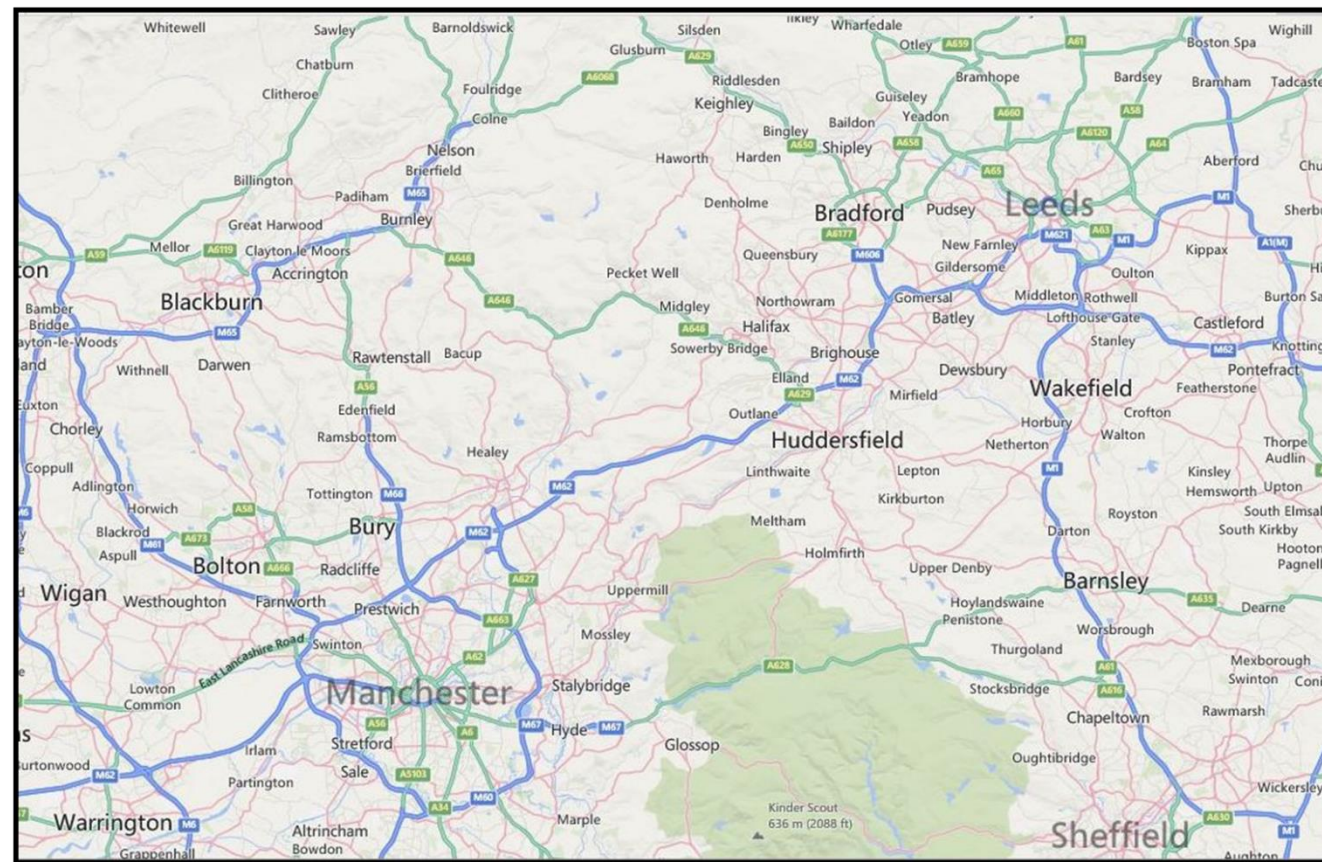 Whitewell
Sawley
Barnoldswick
Silsden
Wharfedale
Wighill
Chatburn
Glusburn
A629
Otley
A659
A61
Boston Spa
Clitheroe
A6068
Riddlesden
Bramhope
Bardsey
Bramham
Foulridge
Keighley
Guiseley
Colne
Bingley
Baildon
Yeadon
A660
A58
A6120
Nelson
Haworth
Harden
A650
Shipley
A658
A64
Brierfield
A65
Aberford
Billington
Padiham
M65
Denholme
Bradford
Pudsey
Leeds
M1
Great Harwood
Burnley
A6177
M621
A63
M1
Mellor
A6119
Clayton-le-Moors
A59
A646
Queensbury
M606
New Farnley
Kippax
A1(M)
Accrington
Pecket Well
Gildersome
Oulton
Blackburn
A646
Midgley
Northowram
Gomersal
Middleton
Rothwell
Bamber
Bridge
M65
A646
Halifax
Batley
Lofthouse Gate
Castleford
Sowerby Bridge
Brighouse
Stanley
M62
Withnell
Darwen
Rawtenstall
Bacup
Elland
M62
Dewsbury
Pontefract
A56
A629
Mirfield
Wakefield
Featherstone
Euxton
Edenfield
Outlane
Crofton
Chorley
Ramsbottom
Huddersfield
Horbury
Walton
Netherton
Thorpe
Audlin
Coppull
Healey
Linthwaite
Lepton
M1
Kinsley
Adlington
Tottington
M66
M62
Kirkburton
Hemsworth
Upton
Horwich
A58
Meltham
Royston
Blackrod
A673
Bury
M62
Darton
South Kirkby
M61
Aspull
Bolton
A666
Radcliffe
Holmfirth
Upper Denby
Wigan
Westhoughton
Farnworth
Prestwich
A627
Uppermill
Barnsley
Hoylandswaine
A635
Dearne
A663
Penistone
Mossley
Worsbrough
East Lancashire Road
Swinton
A62
A628
Thurgoland
A61
Mexborough
Swinton
Lowton
Common
Manchester
Stalybridge
Stocksbridge
A616
A56
A6
M67
Hyde
M67
Chapeltown
Rawmarsh
Irlam
Stretford
Glossop
Oughtibridge
M62
Partington
Sale
A5103
M60
Wickersley
Warrington
M6
A34
Marple
Kinder Scout
636 m (2088 ft)
A630
M1
Altrincham
Bowdon
Sheffield
Grappenhall
Aughton